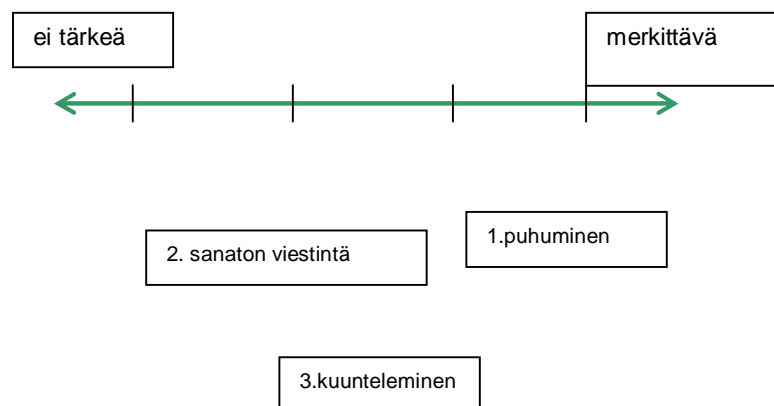 ei tärkeä
merkittävä
1.puhuminen
2. sanaton viestintä
3.kuunteleminen